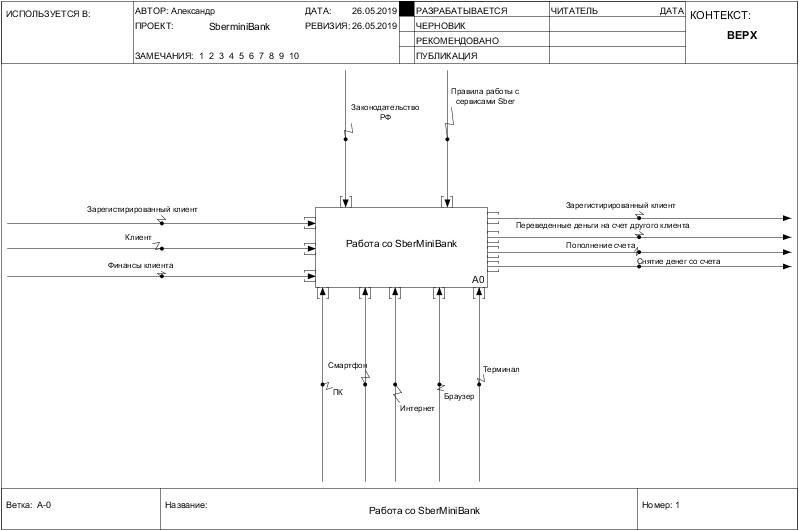 ИСПОЛЬЗУЕТСЯ В:
АВТОР: Александр
ДАТА: 26.05.2019
РАЗРАБАТЫВАЕТСЯ
ЧИТАТЕЛЬ
ДАТА
КОНТЕКСТ:
ПРОЕКТ: SberminiBank
РЕВИЗИЯ: 26.05.2019
ЧЕРНОВИК
ВЕРХ
РЕКОМЕНДОВАНО
ЗАМЕЧАНИЯ: 1 2 3 4 5 6 7 8 9 10
ПУБЛИКАЦИЯ
Законодательство
РФ
Правила работы с
сервисами Sber
Зарегистрированный клиент
Клиент
Финансы клиента
Работа со SberMiniBank
A0
Зарегистрированный клиент
Переведенные деньги на счет другого клиента
Пополнение счета
Снятие денег со счета
Смартфон
ПК
Интернет
Браузер
Терминал
Ветка: A-0
Название:
Работа со SberMiniBank
Номер: 1